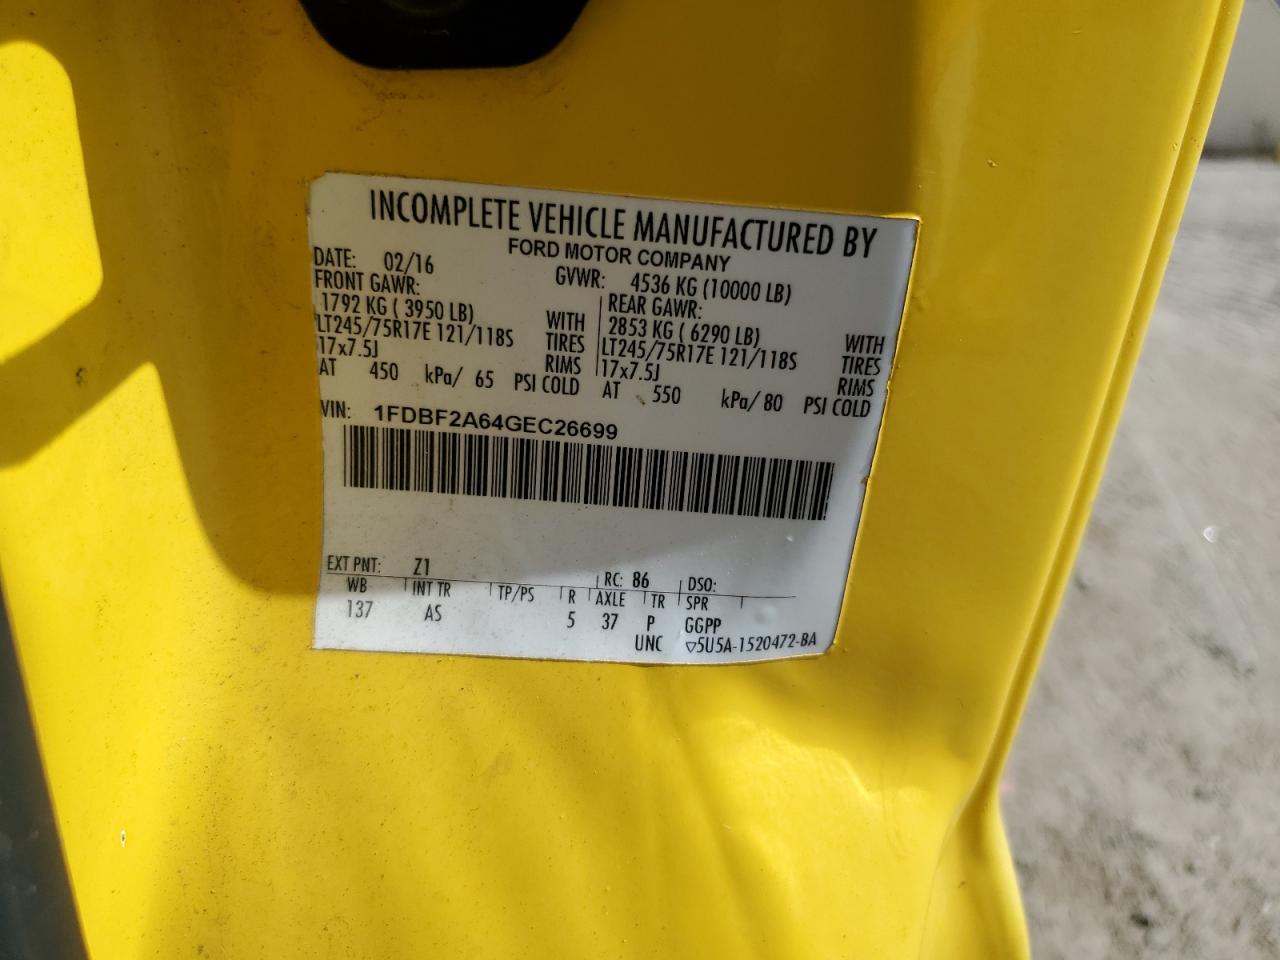 INCOMPLETE VEHICLE MANUFACTURED BY
FORD MOTOR COMPANY
DATE: 02/16 GVWR: 4536 KG (10000 LB)
FRONT GAWR: REAR GAWR:
1792 KG ( 3950 LB) WITH 2853 KG ( 6290 LB) WITH
LT245/75R17E 121/118S TIRES LT245/75R17E 121/118S TIRES
17x7.5J RIMS 17x7.5J RIMS
AT 450 kPa/ 65 PSI COLD AT 550 kPa/ 80 PSI COLD
VIN: 1FDBF2A64GEC26699
EXT PNT: Z1 RC: 86 DSO:
WB INT TR TP/PS R AXLE TR SPR
137 AS 5 37 P GGPP
UNC ▽5U5A-1520472-BA